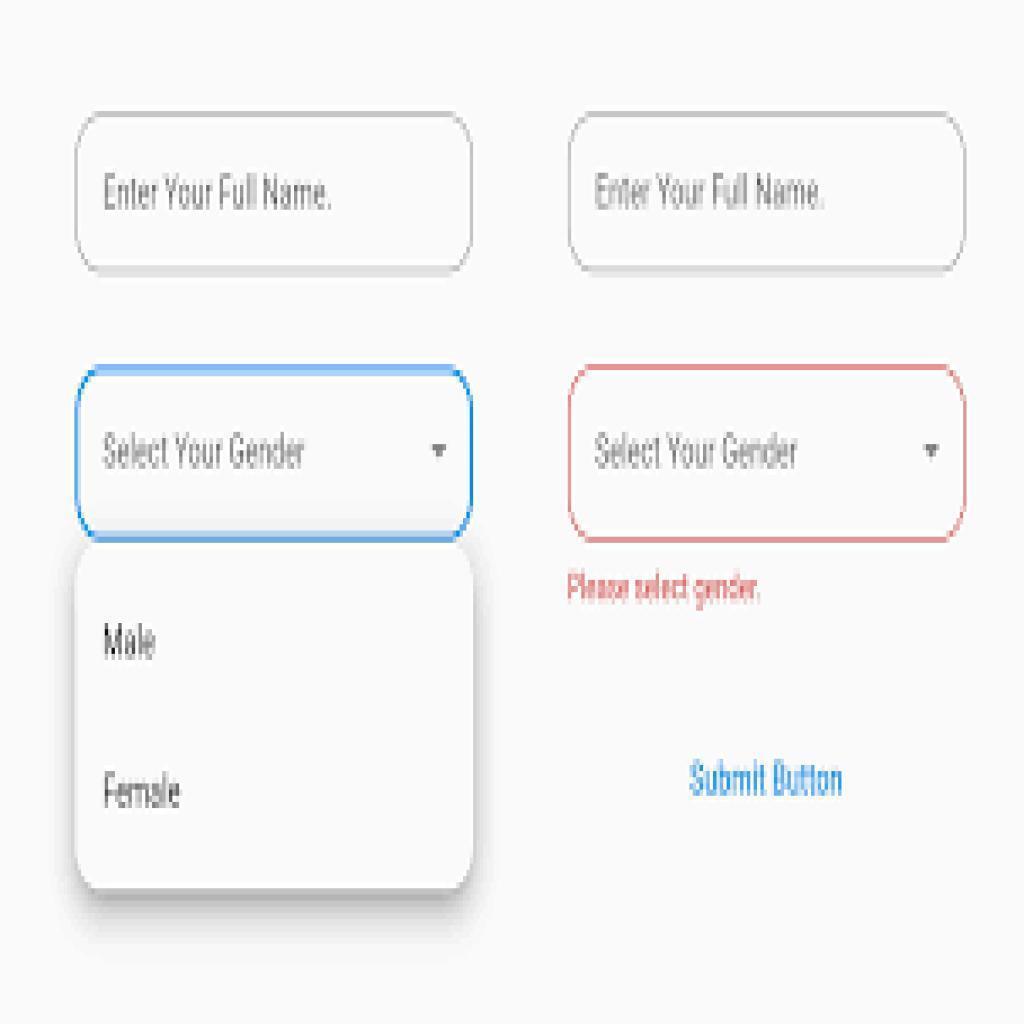 Enter Your Full Name.
Enter Your Full Name.
Select Your Gender
Select Your Gender
Please select gender.
Male
Female
Submit Button